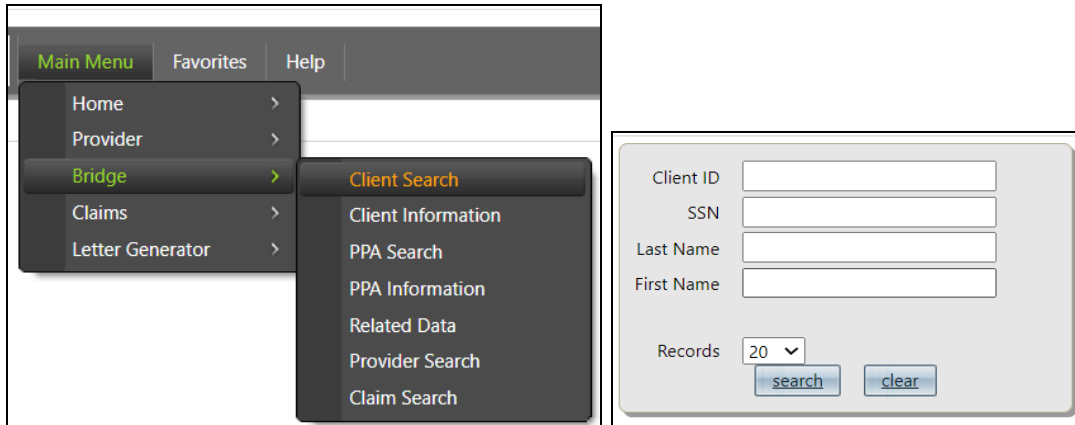 Main Menu Favorites Help
Home
Provider
Bridge
Claims
Letter Generator
Client Search
Client Information
PPA Search
PPA Information
Related Data
Provider Search
Claim Search
Client ID
SSN
Last Name
First Name
Records 20
search clear